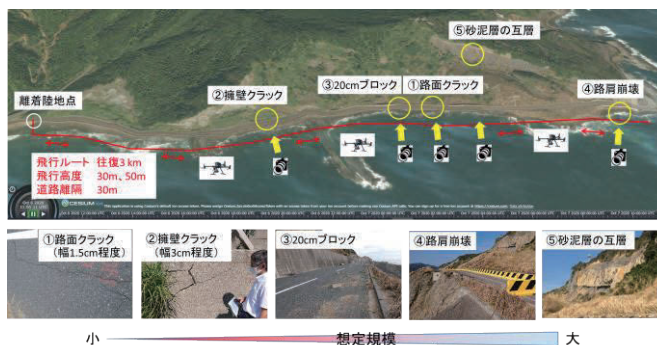 ⑤砂泥層の互層
②擁壁クラック
③20cmブロック
①路面クラック
④路肩崩壊
離着陸地点
飛行ルート 往復3 km
飛行高度 30m、50m
道路離隔 30m
CESIUM
①路面クラック
(幅1.5cm程度)
②擁壁クラック
(幅3cm程度)
③20cmブロック
④路肩崩壊
⑤砂泥層の互層
小 想定規模 大